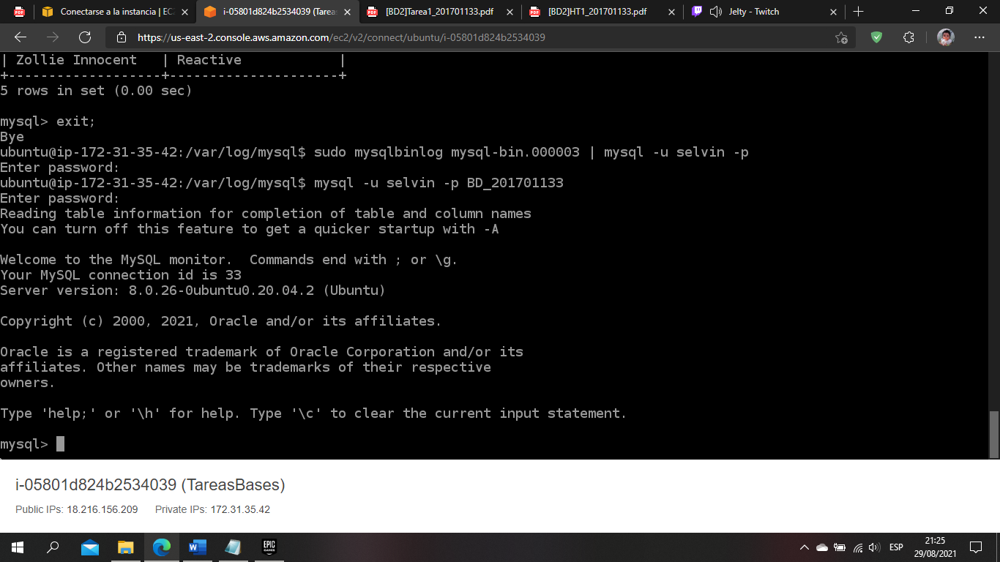 Conectarse a la instancia | EC
i-05801d824b2534039 (Tarea
[BD2]Tarea1_201701133.pdf
[BD2]HT1_201701133.pdf
Jelty - Twitch
https://us-east-2.console.aws.amazon.com/ec2/v2/connect/ubuntu/i-05801d824b2534039
| Zollie Innocent   | Reactive            |
+-------------------+---------------------+
5 rows in set (0.00 sec)
mysql> exit;
Bye
ubuntu@ip-172-31-35-42:/var/log/mysql$ sudo mysqlbinlog mysql-bin.000003 | mysql -u selvin -p
Enter password:
ubuntu@ip-172-31-35-42:/var/log/mysql$ mysql -u selvin -p BD_201701133
Enter password:
Reading table information for completion of table and column names
You can turn off this feature to get a quicker startup with -A
Welcome to the MySQL monitor.  Commands end with ; or \g.
Your MySQL connection id is 33
Server version: 8.0.26-0ubuntu0.20.04.2 (Ubuntu)
Copyright (c) 2000, 2021, Oracle and/or its affiliates.
Oracle is a registered trademark of Oracle Corporation and/or its
affiliates. Other names may be trademarks of their respective
owners.
Type 'help;' or '\h' for help. Type '\c' to clear the current input statement.
mysql>
i-05801d824b2534039 (TareasBases)
Public IPs: 18.216.156.209 Private IPs: 172.31.35.42
EPIC
GAMES
ESP
21:25
29/08/2021